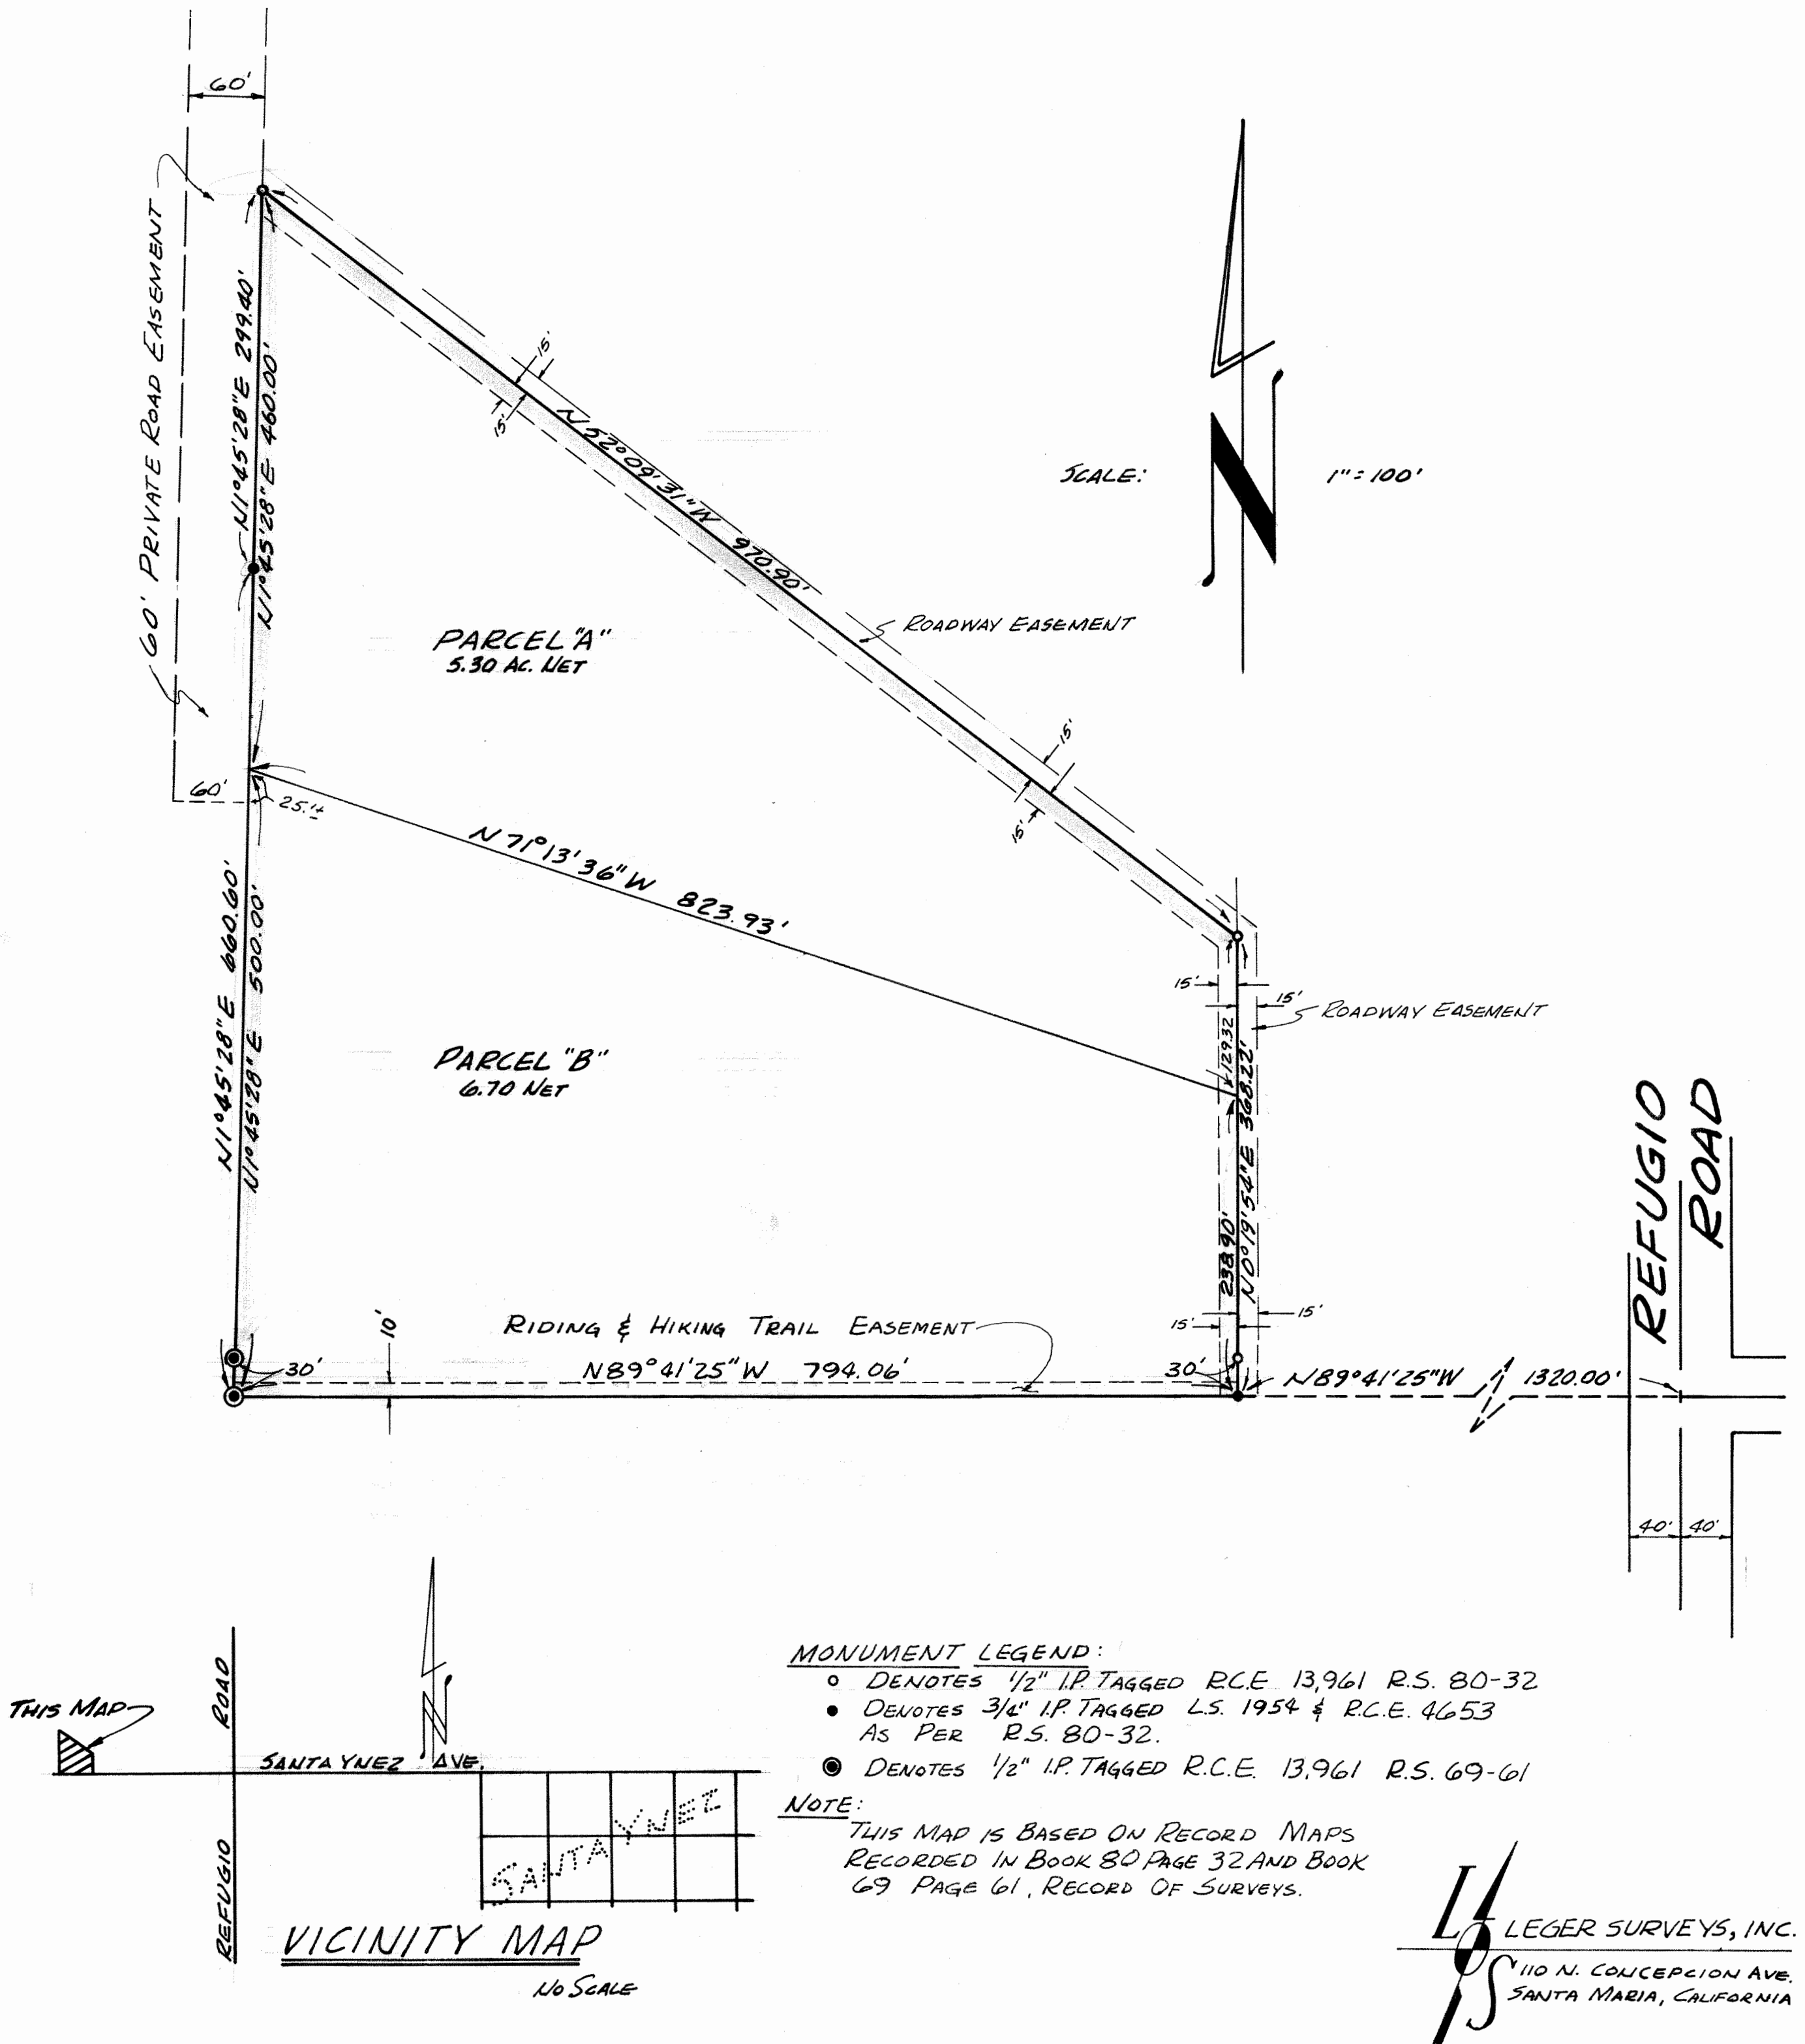 60'
60' PRIVATE ROAD EASEMENT
N1°45'28"E 299.40'
N1°45'28"E 460.00'
15'
15'
N52°09'31"W 970.90'
SCALE: 1"=100'
N
ROADWAY EASEMENT
PARCEL "A"
5.30 AC. NET
15'
15'
60'
25.'±
N71°13'36"W 823.93'
N1°45'28"E 660.60'
N1°45'28"E 500.00'
15'
15'
ROADWAY EASEMENT
129.32
PARCEL "B"
6.70 NET
238.90'
N0°19'54"E 368.22'
REFUGIO
ROAD
10'
RIDING & HIKING TRAIL EASEMENT
15'
15'
30'
N89°41'25"W 794.06'
30'
N89°41'25"W 1320.00'
40' 40'
THIS MAP
REFUGIO ROAD
N
SANTA YNEZ AVE.
SANTA YNEZ
VICINITY MAP
NO SCALE
MONUMENT LEGEND:
DENOTES 1/2" I.P. TAGGED R.C.E 13,961 R.S. 80-32
DENOTES 3/4" I.P. TAGGED L.S. 1954 & R.C.E. 4653
AS PER R.S. 80-32.
DENOTES 1/2" I.P. TAGGED R.C.E. 13,961 R.S. 69-61
NOTE:
THIS MAP IS BASED ON RECORD MAPS
RECORDED IN BOOK 80 PAGE 32 AND BOOK
69 PAGE 61, RECORD OF SURVEYS.
LS
LEGER SURVEYS, INC.
110 N. CONCEPCION AVE.
SANTA MARIA, CALIFORNIA